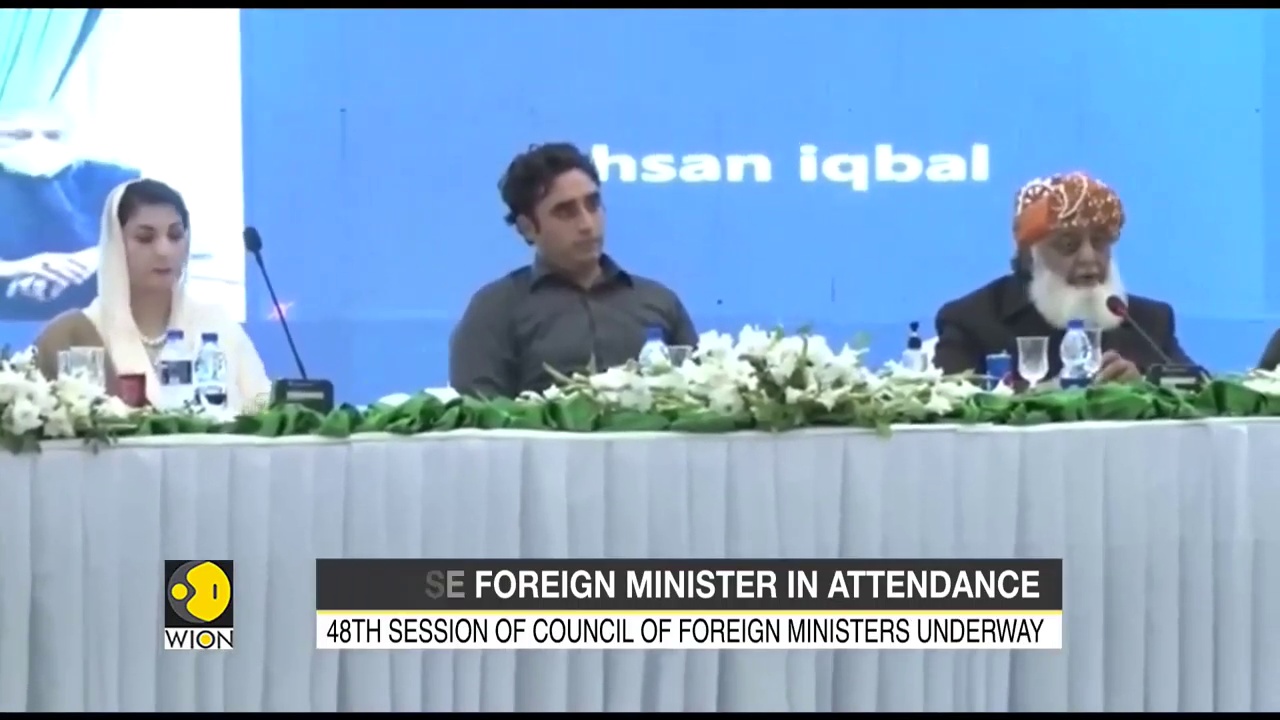 hsan iqbal
SE FOREIGN MINISTER IN ATTENDANCE
48TH SESSION OF COUNCIL OF FOREIGN MINISTERS UNDERWAY
WION